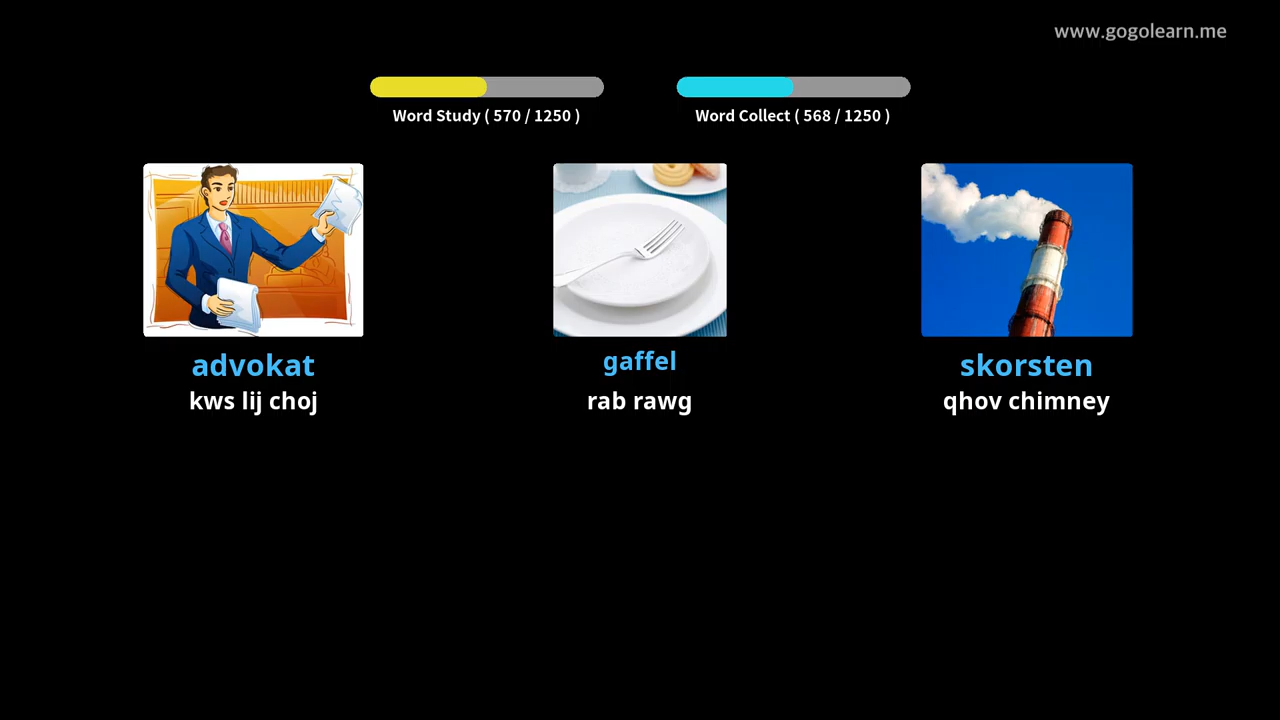 www.gogolearn.me
Word Study ( 570 / 1250 )
Word Collect ( 568 / 1250 )
advokat
kws lij choj
gaffel
rab rawg
skorsten
qhov chimney